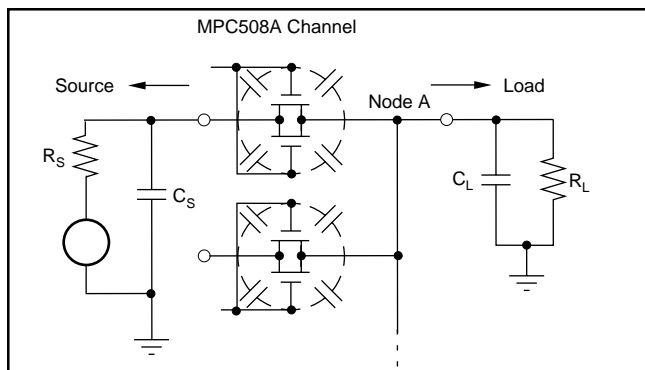 MPC508A Channel
Source
Load
Node A
R_S
C_S
C_L
R_L